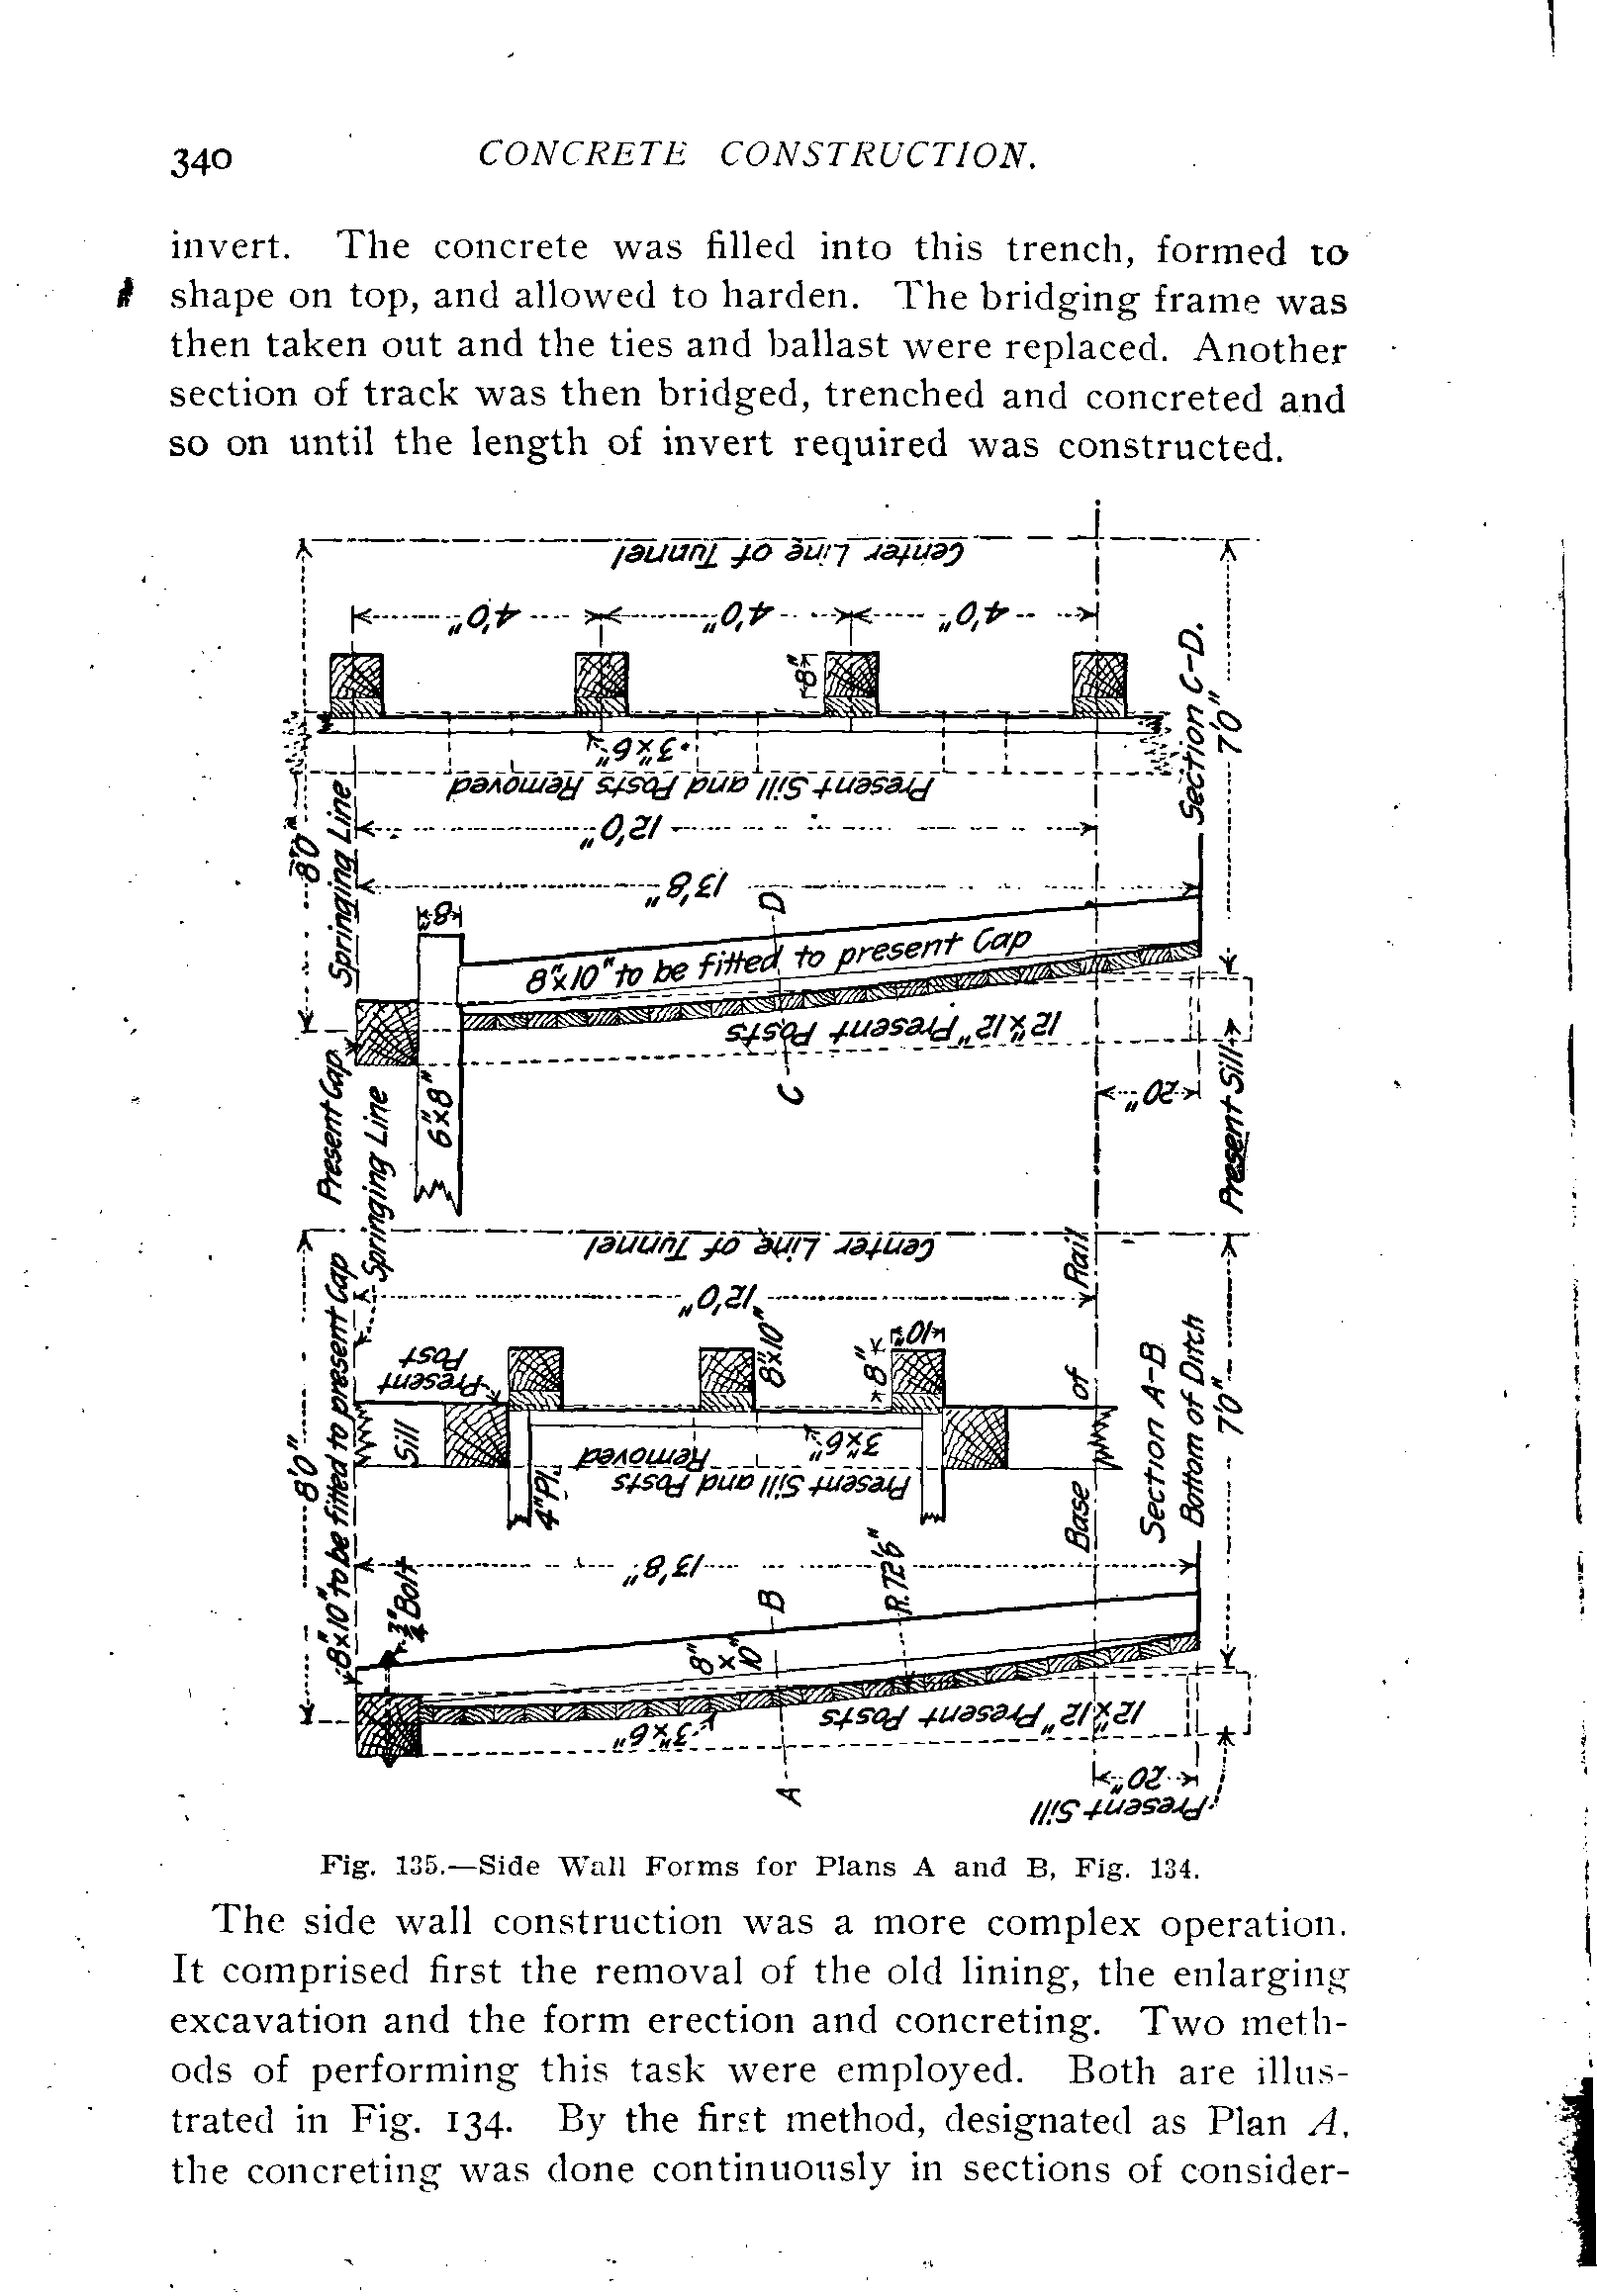 340 CONCRETE CONSTRUCTION.
invert. The concrete was filled into this trench, formed to
shape on top, and allowed to harden. The bridging frame was
then taken out and the ties and ballast were replaced. Another
section of track was then bridged, trenched and concreted and
so on until the length of invert required was constructed.
Center Line of Tunnel
4'0" 4'0" 4'0"
8"
3"x6"
Present Sill and Posts Removed
Section C-D.
7'0"
8'0"
Springing Line
12'0"
13'8"
D
8"
8"x10" to be fitted to present Cap
12"x12" Present Posts
C
20"
Present Cap
6"x8"
Present Sill
Springing Line
Center Line of Tunnel
12'0"
Rail
8"x10" to be fitted to present Cap
8'0"
Present
Post
Sill
8"x10"
8"
10"
3"x6"
Removed
Present Sill and Posts
4"Pl.
of
Base
Section A-B
Bottom of Ditch
7'0"
13'8"
3/4" Bolt
B
R.72'6"
8"
x
10"
12"x12" Present Posts
3"x6"
A
20"
Present Sill
Fig. 135.—Side Wall Forms for Plans A and B, Fig. 134.
The side wall construction was a more complex operation.
It comprised first the removal of the old lining, the enlarging
excavation and the form erection and concreting. Two meth-
ods of performing this task were employed. Both are illus-
trated in Fig. 134. By the first method, designated as Plan A,
the concreting was done continuously in sections of consider-